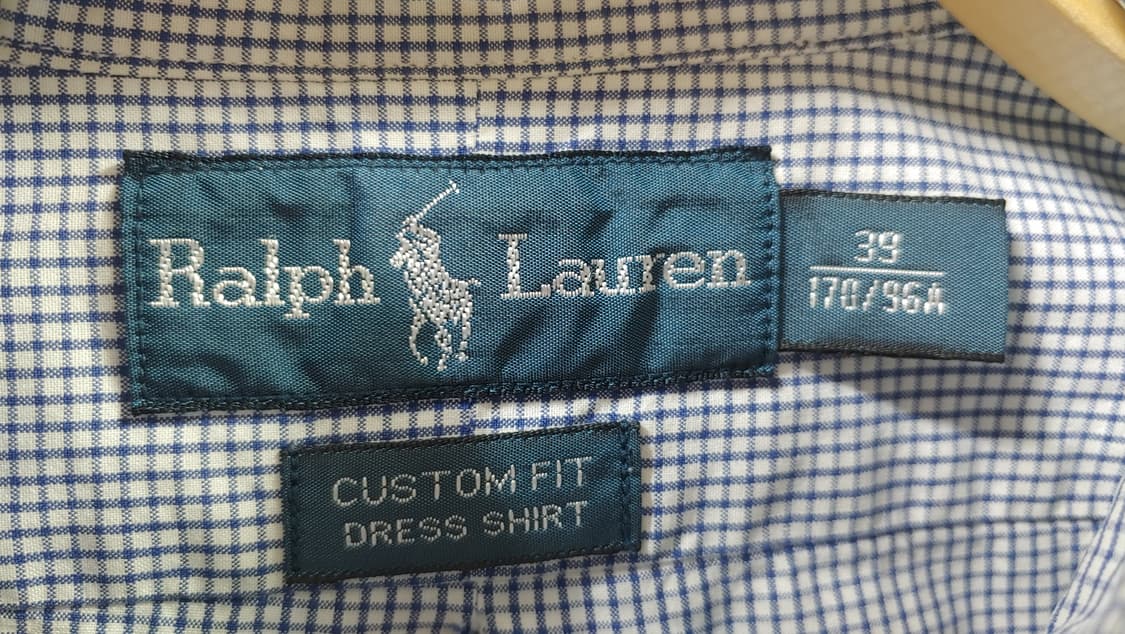 Ralph Lauren
39
170/96A
CUSTOM FIT
DRESS SHIRT